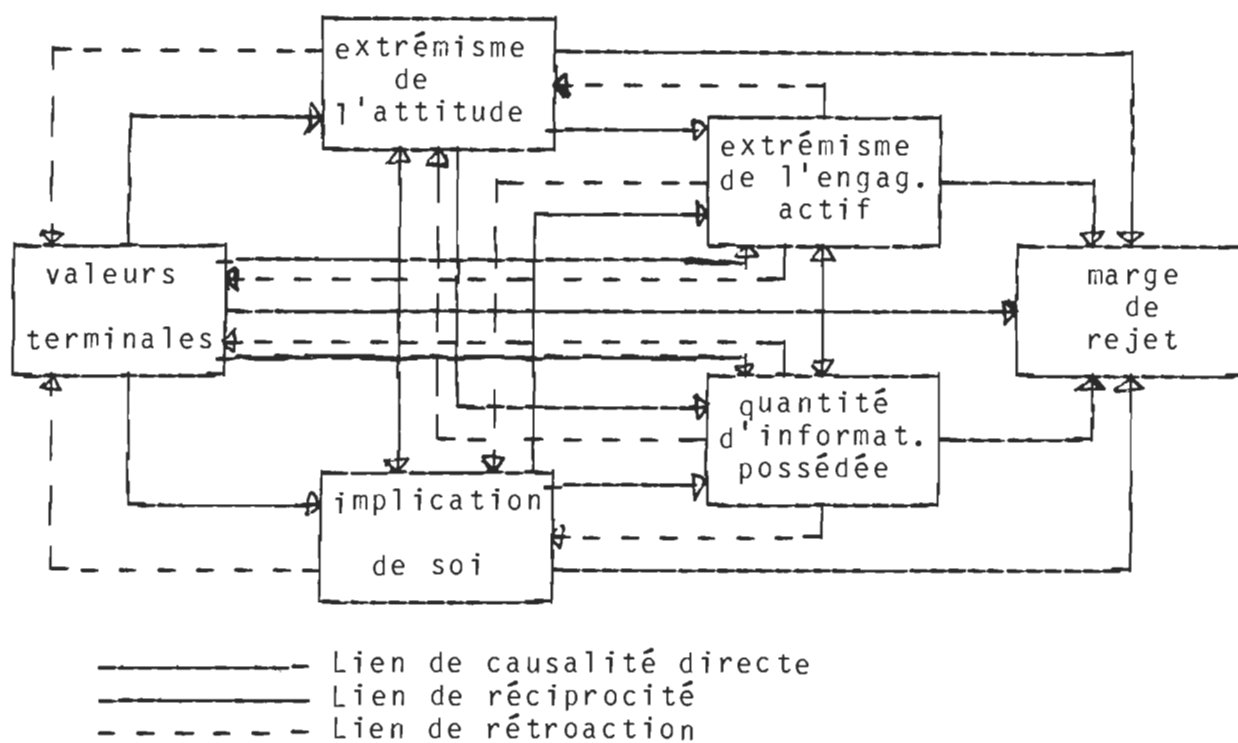 extrémisme
de
l'attitude
extrémisme
de l'engag.
actif
valeurs
terminales
marge
de
rejet
quantité
d'informat.
possédée
implication
de soi
Lien de causalité directe
Lien de réciprocité
Lien de rétroaction